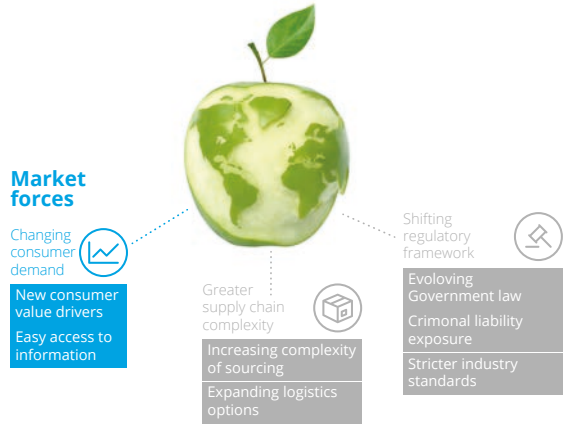 Market
forces
Changing
consumer
demand
New consumer
value drivers
Easy access to
information
Greater
supply chain
complexity
Increasing complexity
of sourcing
Expanding logistics
options
Shifting
regulatory
framework
Evoloving
Government law
Crimonal liability
exposure
Stricter industry
standards